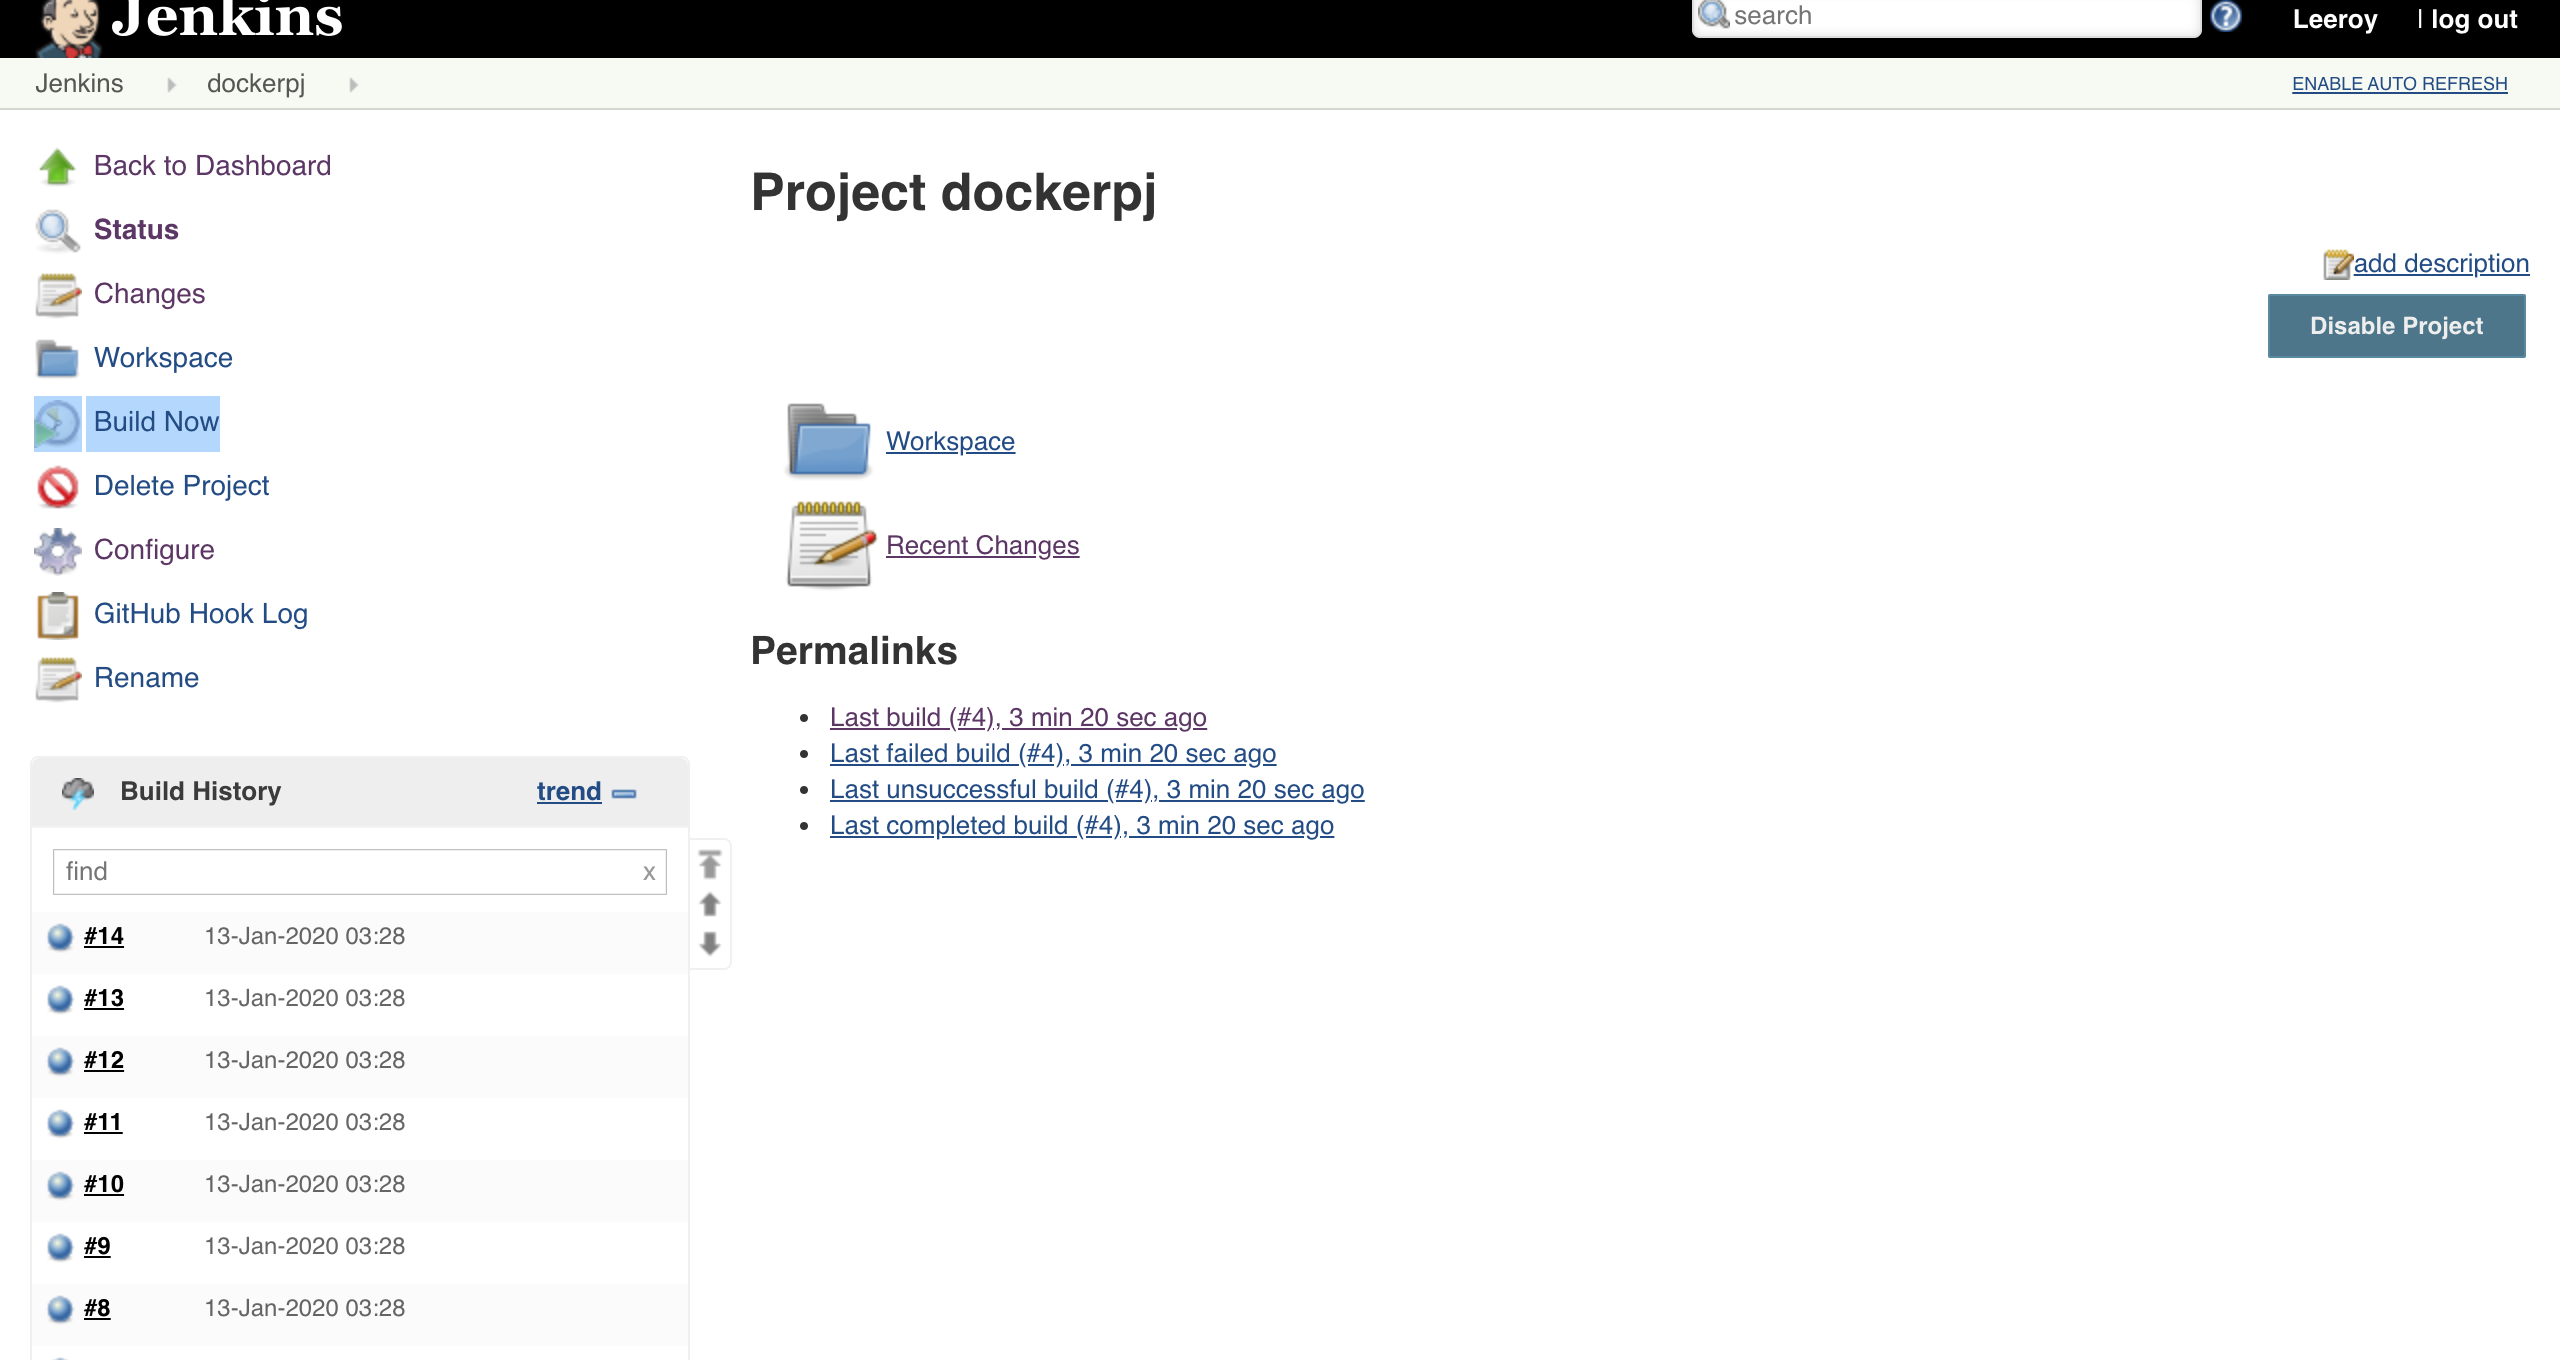 Jenkins
search
Leeroy | log out
Jenkins dockerpj
ENABLE AUTO REFRESH
Back to Dashboard
Status
Changes
Workspace
Build Now
Delete Project
Configure
GitHub Hook Log
Rename
Build History trend
find x
#14 13-Jan-2020 03:28
#13 13-Jan-2020 03:28
#12 13-Jan-2020 03:28
#11 13-Jan-2020 03:28
#10 13-Jan-2020 03:28
#9 13-Jan-2020 03:28
#8 13-Jan-2020 03:28
Project dockerpj
add description
Disable Project
Workspace
Recent Changes
Permalinks
• Last build (#4), 3 min 20 sec ago
• Last failed build (#4), 3 min 20 sec ago
• Last unsuccessful build (#4), 3 min 20 sec ago
• Last completed build (#4), 3 min 20 sec ago